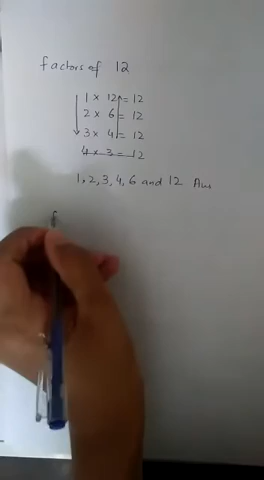 factors of 12
1 × 12 = 12
2 × 6 = 12
3 × 4 = 12
4 × 3 = 12
1, 2, 3, 4, 6 and 12 Ans